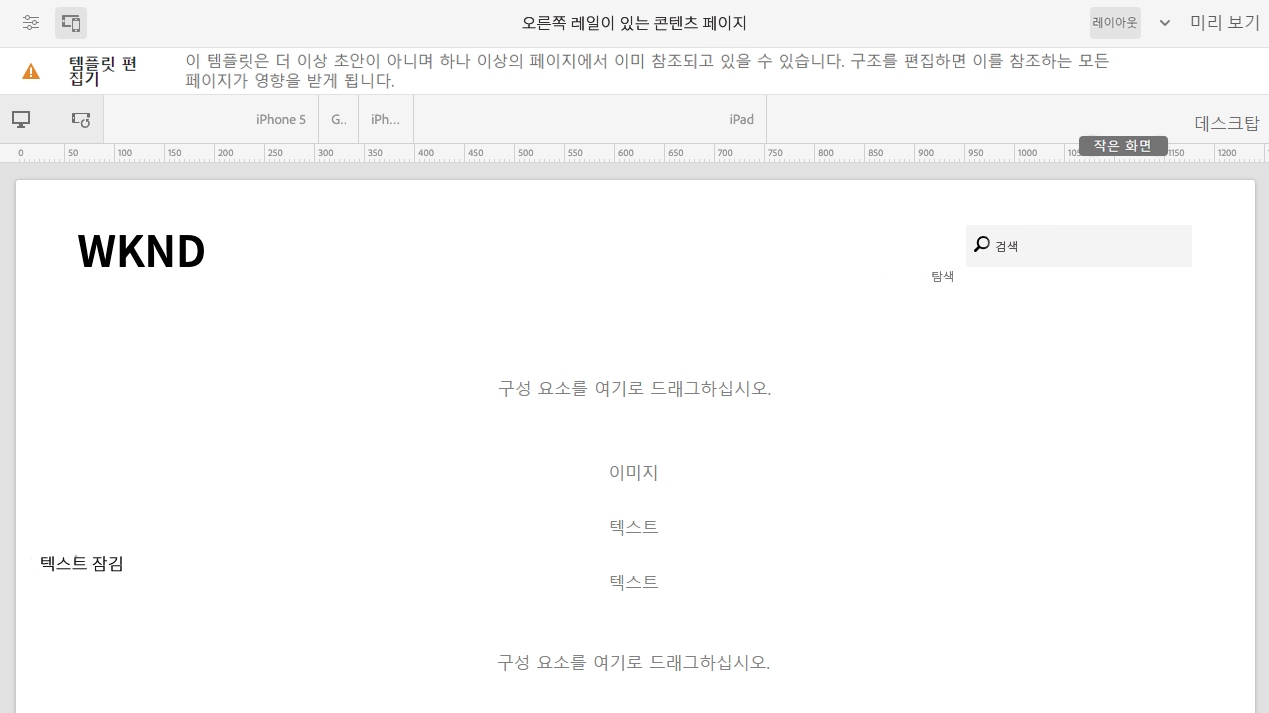 오른쪽 레일이 있는 콘텐츠 페이지
레이아웃
미리 보기
템플릿 편
집기
이 템플릿은 더 이상 초안이 아니며 하나 이상의 페이지에서 이미 참조되고 있을 수 있습니다. 구조를 편집하면 이를 참조하는 모든
페이지가 영향을 받게 됩니다.
iPhone 5
G..
iPh...
iPad
데스크탑
작은 화면
0 50 100 150 200 250 300 350 400 450 500 550 600 650 700 750 800 850 900 950 1000 1150 1200
WKND
검색
탐색
구성 요소를 여기로 드래그하십시오.
이미지
텍스트
텍스트 잠김
텍스트
구성 요소를 여기로 드래그하십시오.